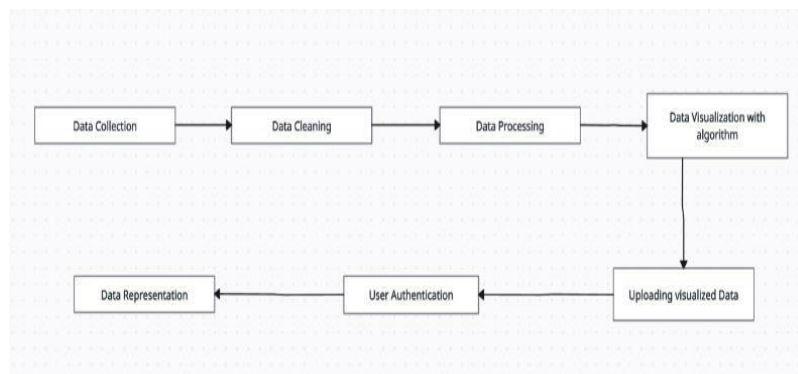 Data Collection
Data Cleaning
Data Processing
Data Visualization with
algorithm
Uploading visualized Data
User Authentication
Data Representation